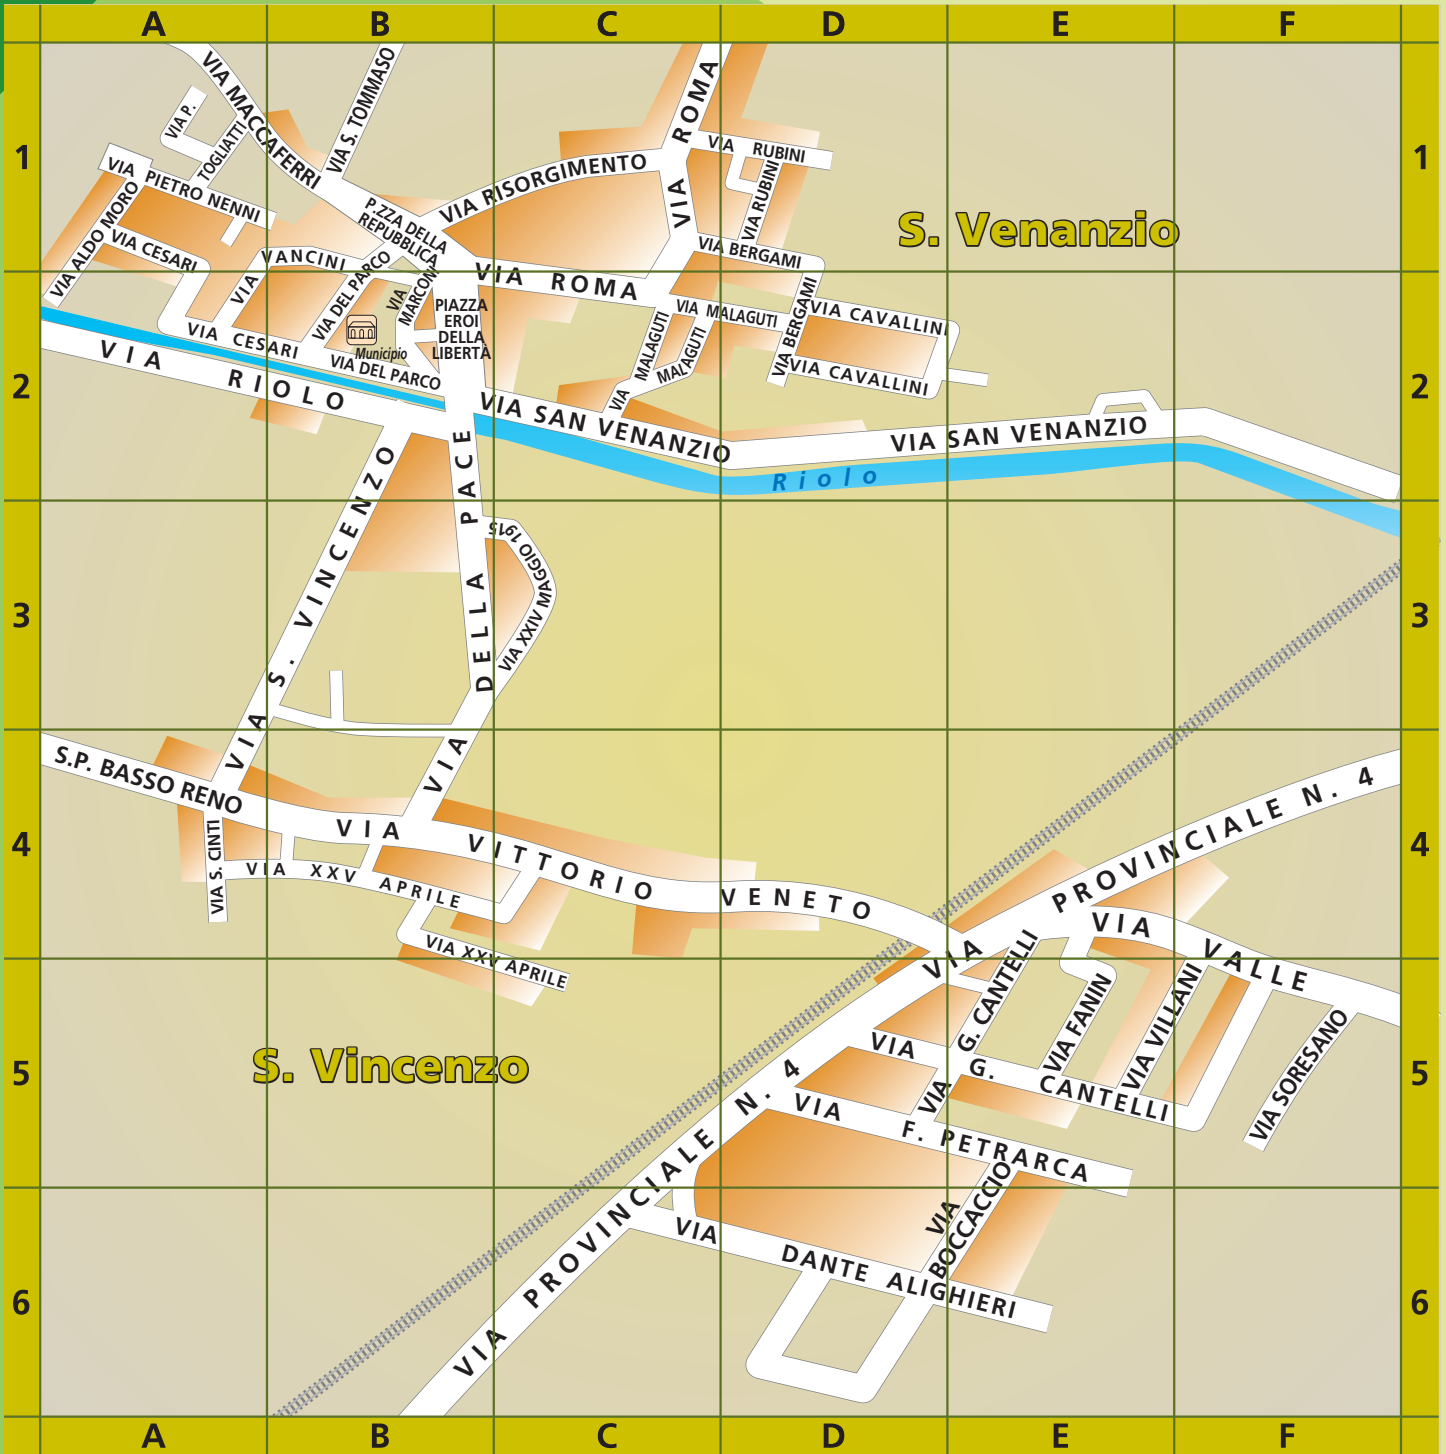 A B C D E F
1 1
2 2
3 3
4 4
5 5
6 6
VIA MACCAFERRI
VIA S. TOMMASO
VIA P.
TOGLIATTI
VIA PIETRO NENNI
VIA ALDO MORO
VIA CESARI
VIA
VANCINI
VIA CESARI
P.ZZA DELLA
REPUBBLICA
VIA RISORGIMENTO
VIA ROMA
VIA RUBINI
VIA RUBINI
VIA BERGAMI
S. Venanzio
VIA ROMA
VIA DEL PARCO
VIA
MARCONI
PIAZZA
EROI
DELLA
LIBERTÀ
Municipio
VIA DEL PARCO
VIA MALAGUTI
VIA
MALAGUTI
MALAGUTI
VIA BERGAMI
VIA CAVALLINI
VIA CAVALLINI
VIA RIOLO
VIA SAN VENANZIO
VIA SAN VENANZIO
Riolo
VIA S. VINCENZO
VIA DELLA PACE
VIA XXIV MAGGIO 1915
S.P. BASSO RENO
VIA S. CINTI
VIA VITTORIO VENETO
VIA XXV APRILE
VIA XXV APRILE
S. Vincenzo
VIA PROVINCIALE N. 4
VIA PROVINCIALE N. 4
VIA VALLE
G. CANTELLI
VIA
VIA FANIN
VIA VILLANI
VIA SORESANO
VIA G. CANTELLI
VIA F. PETRARCA
VIA
BOCCACCIO
VIA DANTE ALIGHIERI
A B C D E F